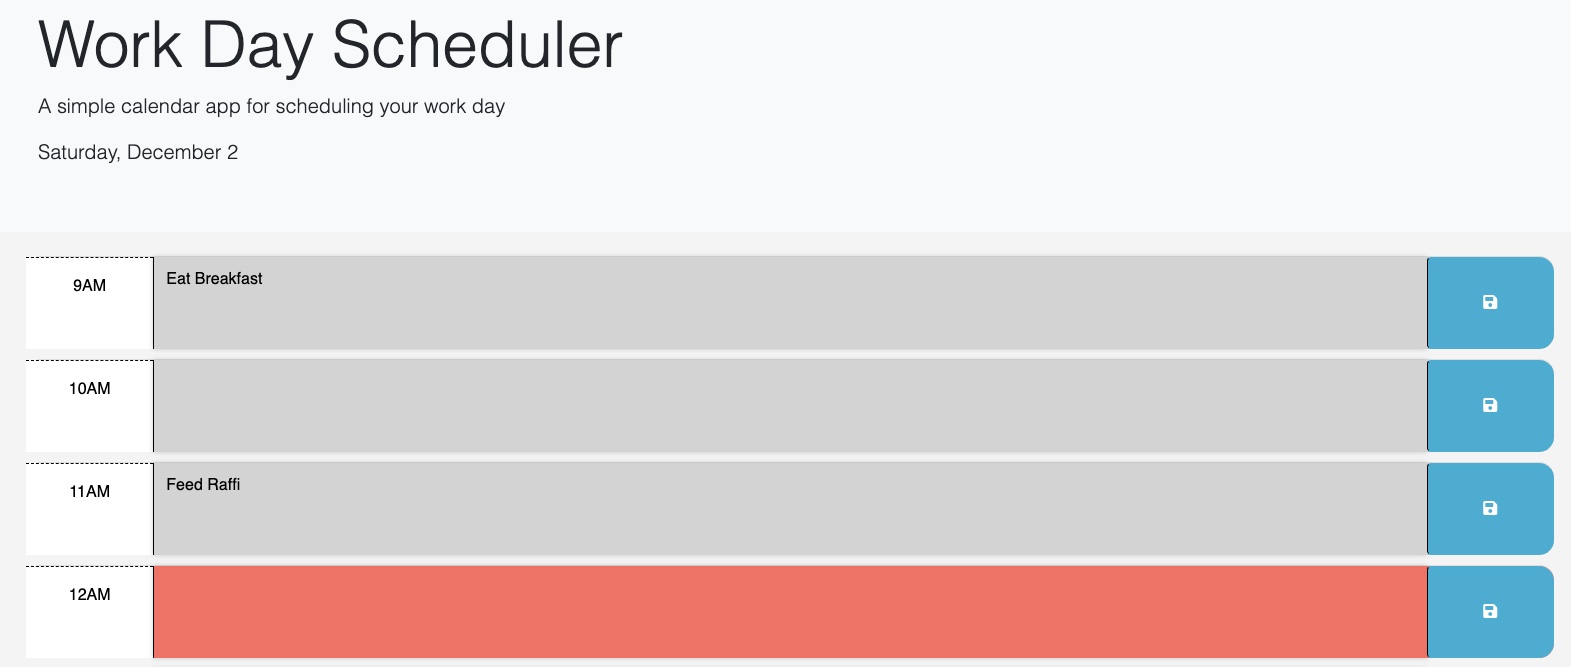 Work Day Scheduler
A simple calendar app for scheduling your work day
Saturday, December 2
9AM
Eat Breakfast
10AM
11AM
Feed Raffi
12AM